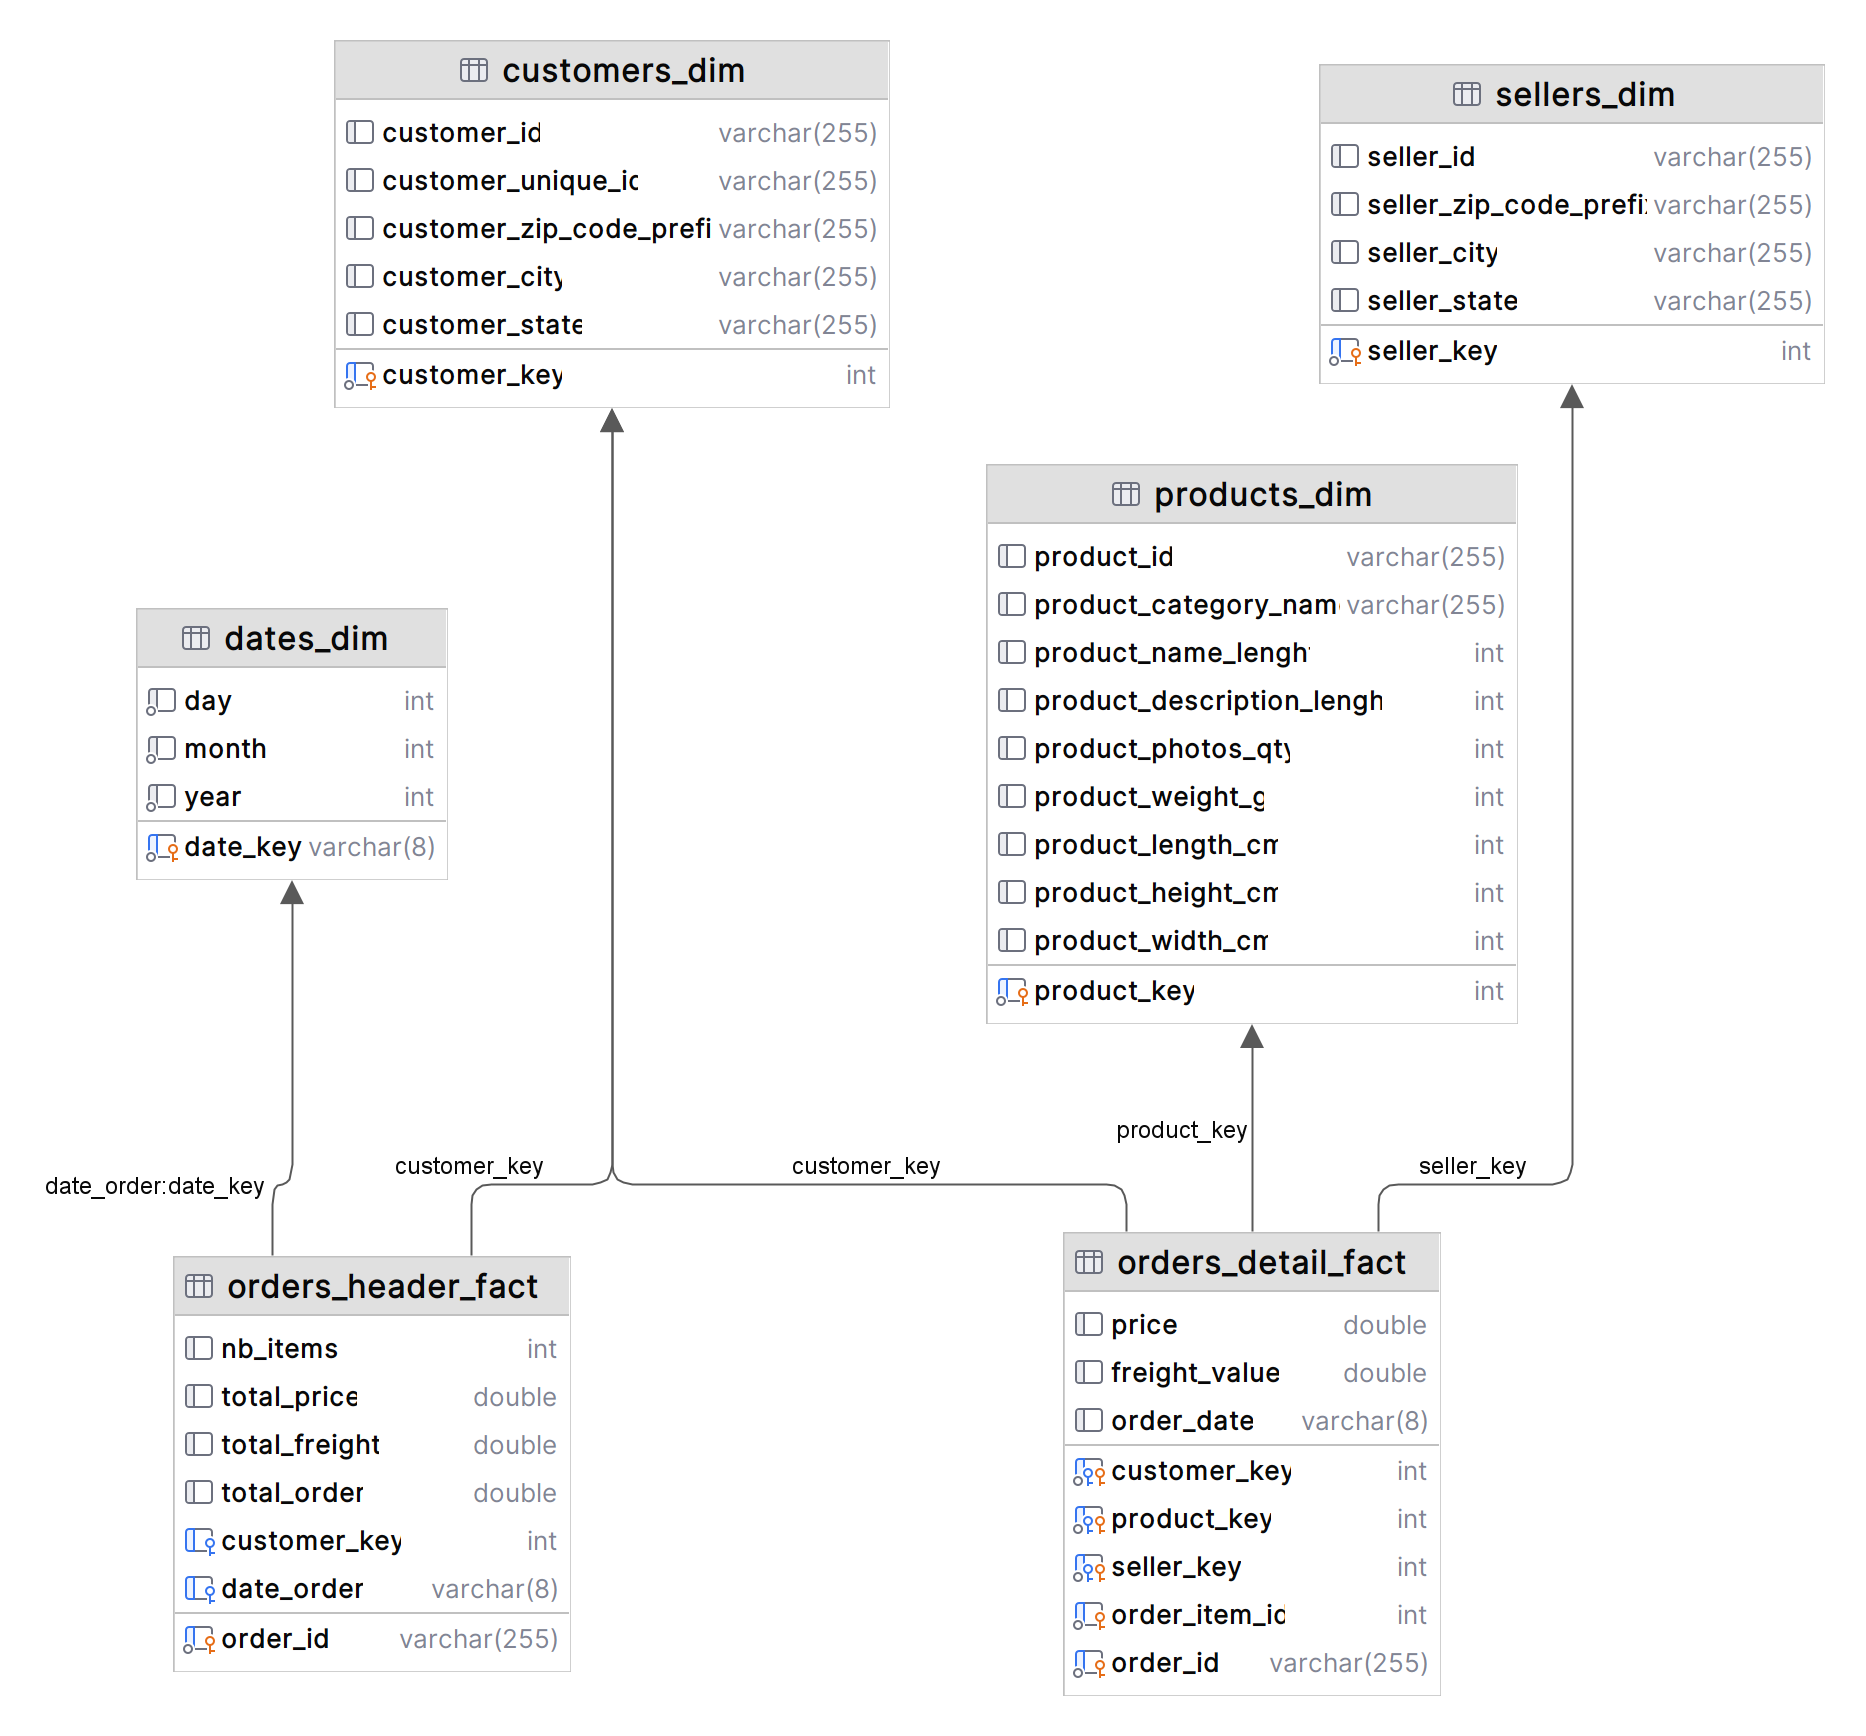 customers_dim
customer_id varchar(255)
customer_unique_id varchar(255)
customer_zip_code_prefi varchar(255)
customer_city varchar(255)
customer_state varchar(255)
customer_key int
sellers_dim
seller_id varchar(255)
seller_zip_code_prefix varchar(255)
seller_city varchar(255)
seller_state varchar(255)
seller_key int
products_dim
product_id varchar(255)
product_category_nam varchar(255)
product_name_lenght int
product_description_lengh int
product_photos_qty int
product_weight_g int
product_length_cm int
product_height_cm int
product_width_cm int
product_key int
dates_dim
day int
month int
year int
date_key varchar(8)
product_key
customer_key
customer_key
seller_key
date_order:date_key
orders_header_fact
nb_items int
total_price double
total_freight double
total_order double
customer_key int
date_order varchar(8)
order_id varchar(255)
orders_detail_fact
price double
freight_value double
order_date varchar(8)
customer_key int
product_key int
seller_key int
order_item_id int
order_id varchar(255)